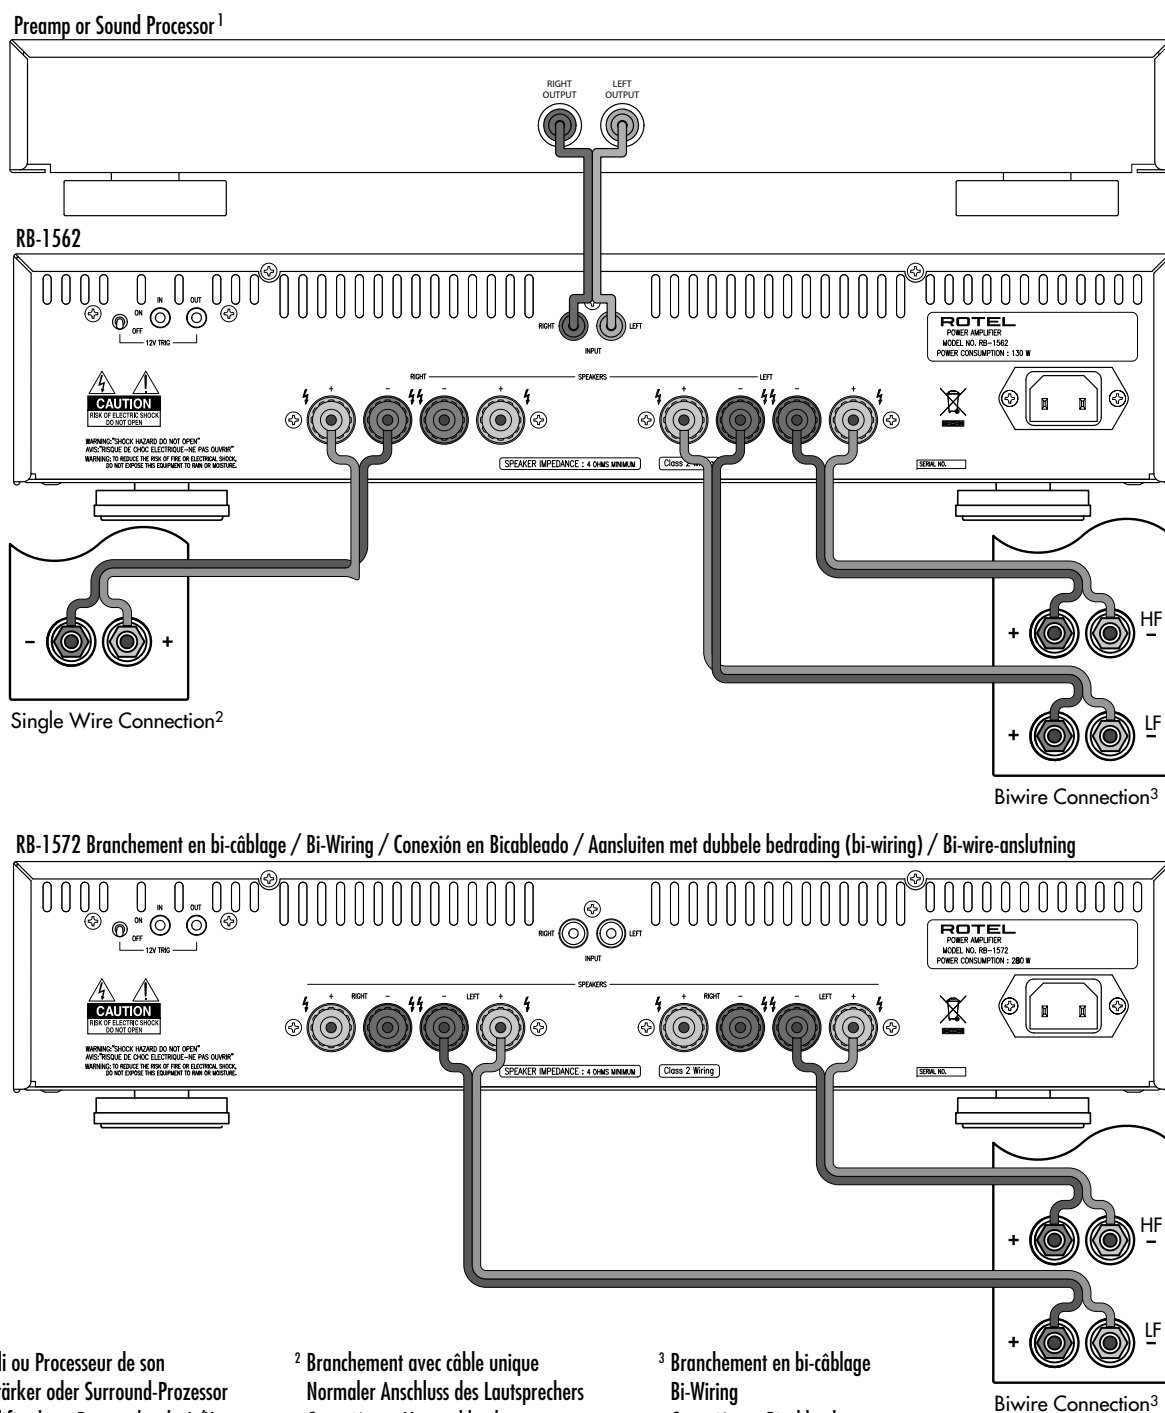 Preamp or Sound Processor 1
RIGHT OUTPUT
LEFT OUTPUT
RB-1562
IN
OUT
ON
OFF
12V TRIG
RIGHT
LEFT
INPUT
ROTEL
POWER AMPLIFIER
MODEL NO. RB-1562
POWER CONSUMPTION : 130 W
RIGHT
SPEAKERS
LEFT
+ - - + + - - +
CAUTION
RISK OF ELECTRIC SHOCK
DO NOT OPEN
WARNING:"SHOCK HAZARD DO NOT OPEN"
AVIS:"RISQUE DE CHOC ELECTRIQUE-NE PAS OUVRIR"
WARNING: TO REDUCE THE RISK OF FIRE OR ELECTRICAL SHOCK,
DO NOT EXPOSE THIS EQUIPMENT TO RAIN OR MOISTURE.
SPEAKER IMPEDANCE : 4 OHMS MINIMUM
Class 2 Wiring
SERIAL NO.
- +
Single Wire Connection2
+ HF -
+ LF -
Biwire Connection3
RB-1572 Branchement en bi-câblage / Bi-Wiring / Conexión en Bicableado / Aansluiten met dubbele bedrading (bi-wiring) / Bi-wire-anslutning
IN
OUT
ON
OFF
12V TRIG
RIGHT
LEFT
INPUT
ROTEL
POWER AMPLIFIER
MODEL NO. RB-1572
POWER CONSUMPTION : 280 W
SPEAKERS
+ RIGHT - - LEFT + + RIGHT - - LEFT +
CAUTION
RISK OF ELECTRIC SHOCK
DO NOT OPEN
WARNING:"SHOCK HAZARD DO NOT OPEN"
AVIS:"RISQUE DE CHOC ELECTRIQUE-NE PAS OUVRIR"
WARNING: TO REDUCE THE RISK OF FIRE OR ELECTRICAL SHOCK,
DO NOT EXPOSE THIS EQUIPMENT TO RAIN OR MOISTURE.
SPEAKER IMPEDANCE : 4 OHMS MINIMUM
Class 2 Wiring
SERIAL NO.
+ HF -
+ LF -
Biwire Connection3
ou Processeur de son
oder Surround-Prozessor
2 Branchement avec câble unique
Normaler Anschluss des Lautsprechers
3 Branchement en bi-câblage
Bi-Wiring